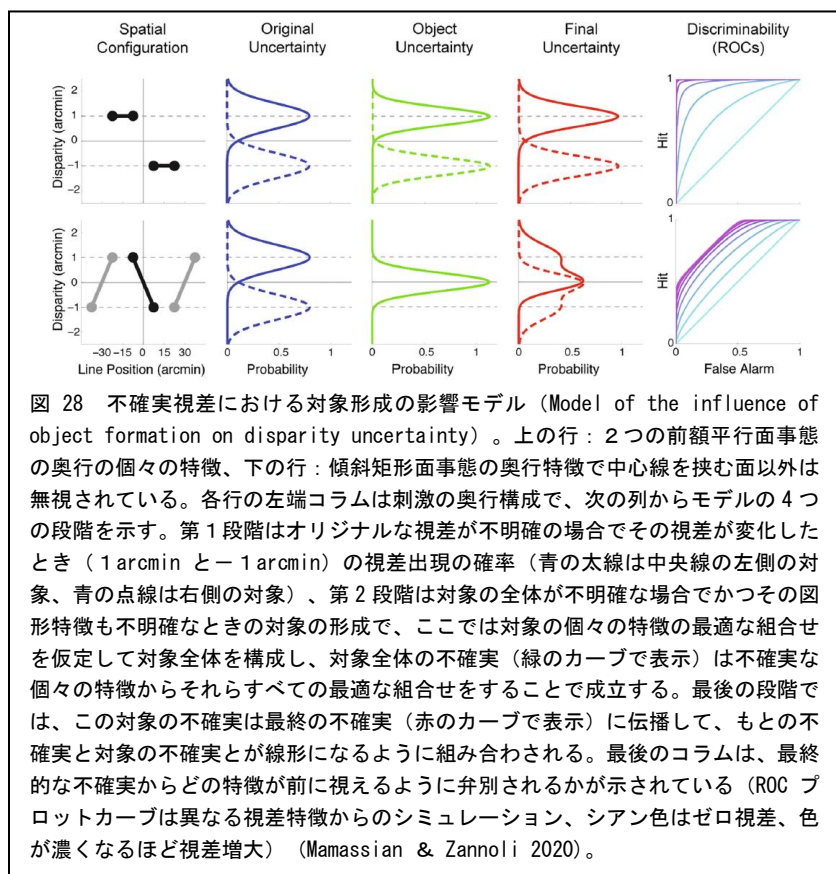 Spatial Configuration
Original Uncertainty
Object Uncertainty
Final Uncertainty
Discriminability (ROCs)
Disparity (arcmin)
2
1
0
−1
−2
1
Hit
0
Disparity (arcmin)
2
1
0
−1
−2
−30 −15 0 15 30
Line Position (arcmin)
0 0.5 1
Probability
0 0.5 1
Probability
0 0.5 1
Probability
1
Hit
0
0 0.5 1
False Alarm
図 28 不確実視差における対象形成の影響モデル（Model of the influence of
object formation on disparity uncertainty）。上の行：２つの前額平行面事態
の奥行の個々の特徴、下の行：傾斜矩形面事態の奥行特徴で中心線を挟む面以外は
無視されている。各行の左端コラムは刺激の奥行構成で、次の列からモデルの４つ
の段階を示す。第１段階はオリジナルな視差が不明確の場合でその視差が変化した
とき（１arcmin と－１arcmin）の視差出現の確率（青の太線は中央線の左側の対
象、青の点線は右側の対象）、第２段階は対象の全体が不明確な場合でかつその図
形特徴も不明確なときの対象の形成で、ここでは対象の個々の特徴の最適な組合せ
を仮定して対象全体を構成し、対象全体の不確実（緑のカーブで表示）は不確実な
個々の特徴からそれらすべての最適な組合せをすることで成立する。最後の段階で
は、この対象の不確実は最終の不確実（赤のカーブで表示）に伝播して、もとの不
確実と対象の不確実とが線形になるように組み合わされる。最後のコラムは、最終
的な不確実からどの特徴が前に視えるように弁別されるかが示されている（ROC プ
ロットカーブは異なる視差特徴からのシミュレーション、シアン色はゼロ視差、色
が濃くなるほど視差増大）（Mamassian ＆ Zannoli 2020）。